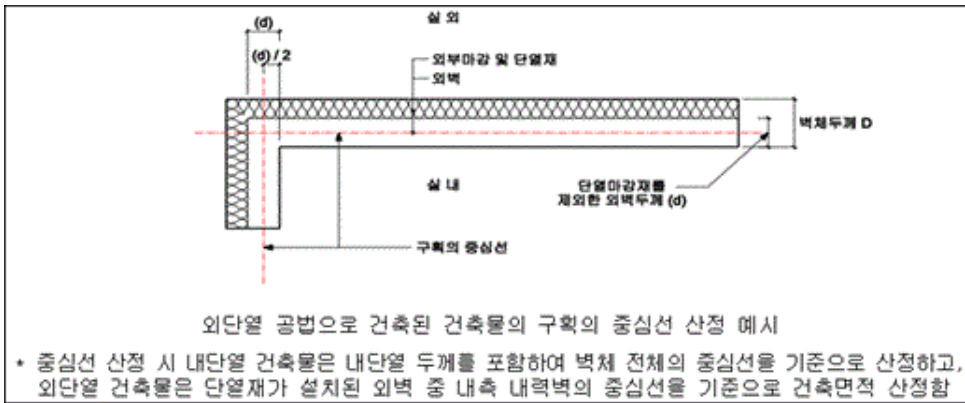 실 외
(d)
(d) / 2
외부마감 및 단열재
외벽
벽체두께 D
실 내
단열마감재를
제외한 외벽두께 (d)
구획의 중심선
외단열 공법으로 건축된 건축물의 구획의 중심선 산정 예시
* 중심선 산정 시 내단열 건축물은 내단열 두께를 포함하여 벽체 전체의 중심선을 기준으로 산정하고,
외단열 건축물은 단열재가 설치된 외벽 중 내측 내력벽의 중심선을 기준으로 건축면적 산정함